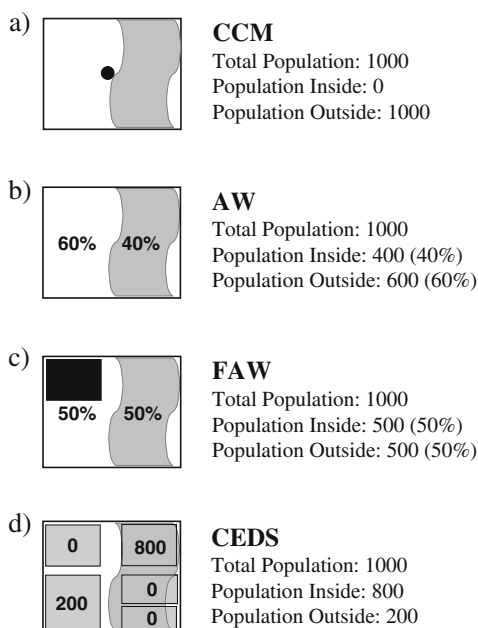 a)
CCM
Total Population: 1000
Population Inside: 0
Population Outside: 1000
b)
60% 40%
AW
Total Population: 1000
Population Inside: 400 (40%)
Population Outside: 600 (60%)
c)
50% 50%
FAW
Total Population: 1000
Population Inside: 500 (50%)
Population Outside: 500 (50%)
d)
0 800
0
200
0
CEDS
Total Population: 1000
Population Inside: 800
Population Outside: 200